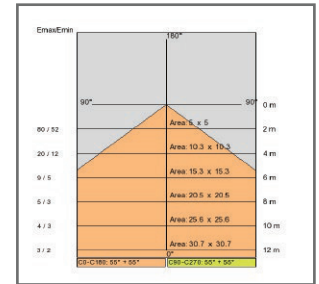 Emax/Emin
180°
90° 90° 0 m
80 / 52 Area: 5 x 5 2 m
20 / 12 Area: 10.3 x 10.3 4 m
9 / 5 Area: 15.3 x 15.3 6 m
5 / 3 Area: 20.5 x 20.5 8 m
4 / 3 Area: 25.6 x 25.6 10 m
3 / 2 Area: 30.7 x 30.7 12 m
0°
C0-C180: 55° + 55° C90-C270: 55° + 55°